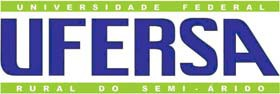 UNIVERSIDADE FEDERAL
UFERSA
RURAL DO SEMI-ÁRIDO